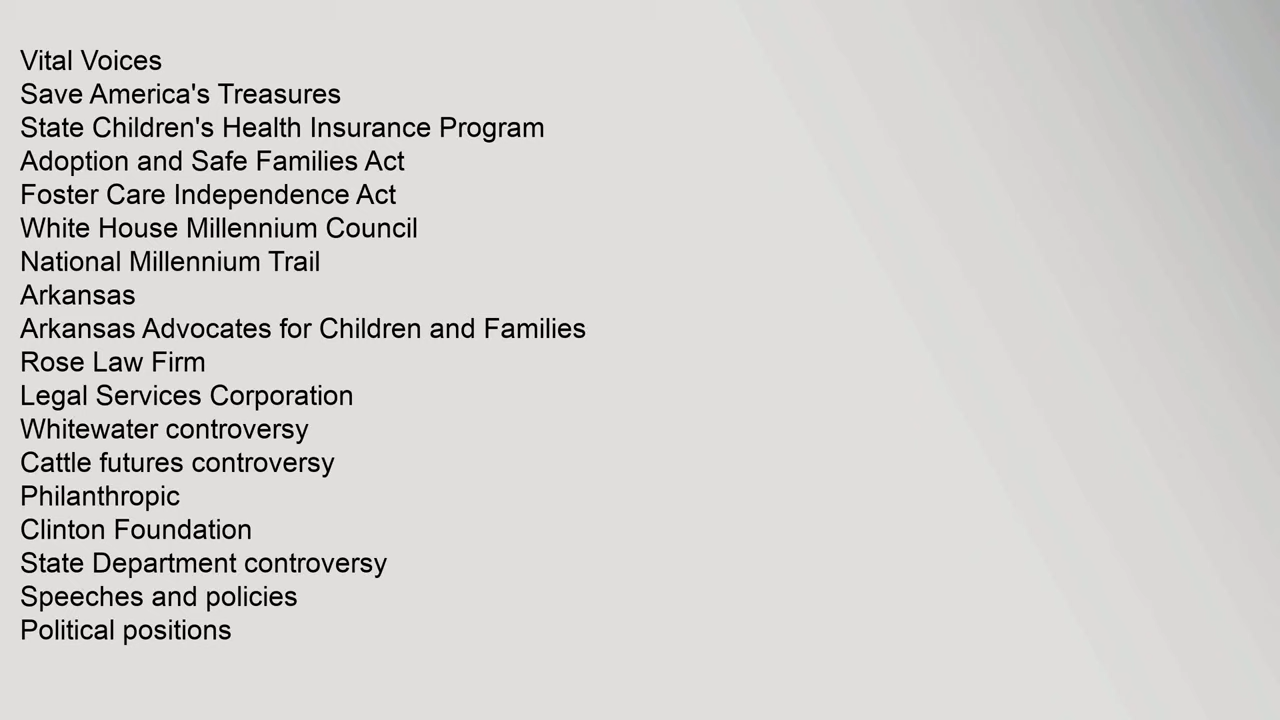 Vital Voices
Save America's Treasures
State Children's Health Insurance Program
Adoption and Safe Families Act
Foster Care Independence Act
White House Millennium Council
National Millennium Trail
Arkansas
Arkansas Advocates for Children and Families
Rose Law Firm
Legal Services Corporation
Whitewater controversy
Cattle futures controversy
Philanthropic
Clinton Foundation
State Department controversy
Speeches and policies
Political positions